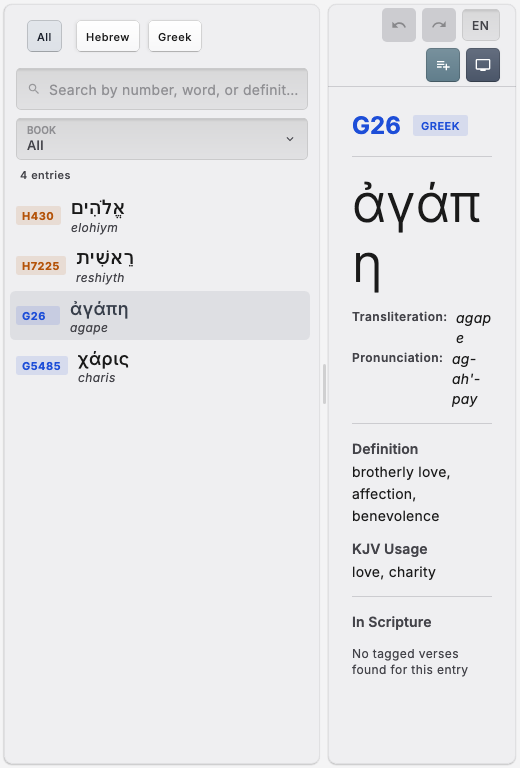 All Hebrew Greek
Search by number, word, or definit...
BOOK
All
4 entries
H430 אֱלֹהִים
elohiym
H7225 רֵאשִׁית
reshiyth
G26 ἀγάπη
agape
G5485 χάρις
charis
EN
G26 GREEK
ἀγάπ
η
Transliteration: agap
e
Pronunciation: ag-
ah'-
pay
Definition
brotherly love,
affection,
benevolence
KJV Usage
love, charity
In Scripture
No tagged verses
found for this entry